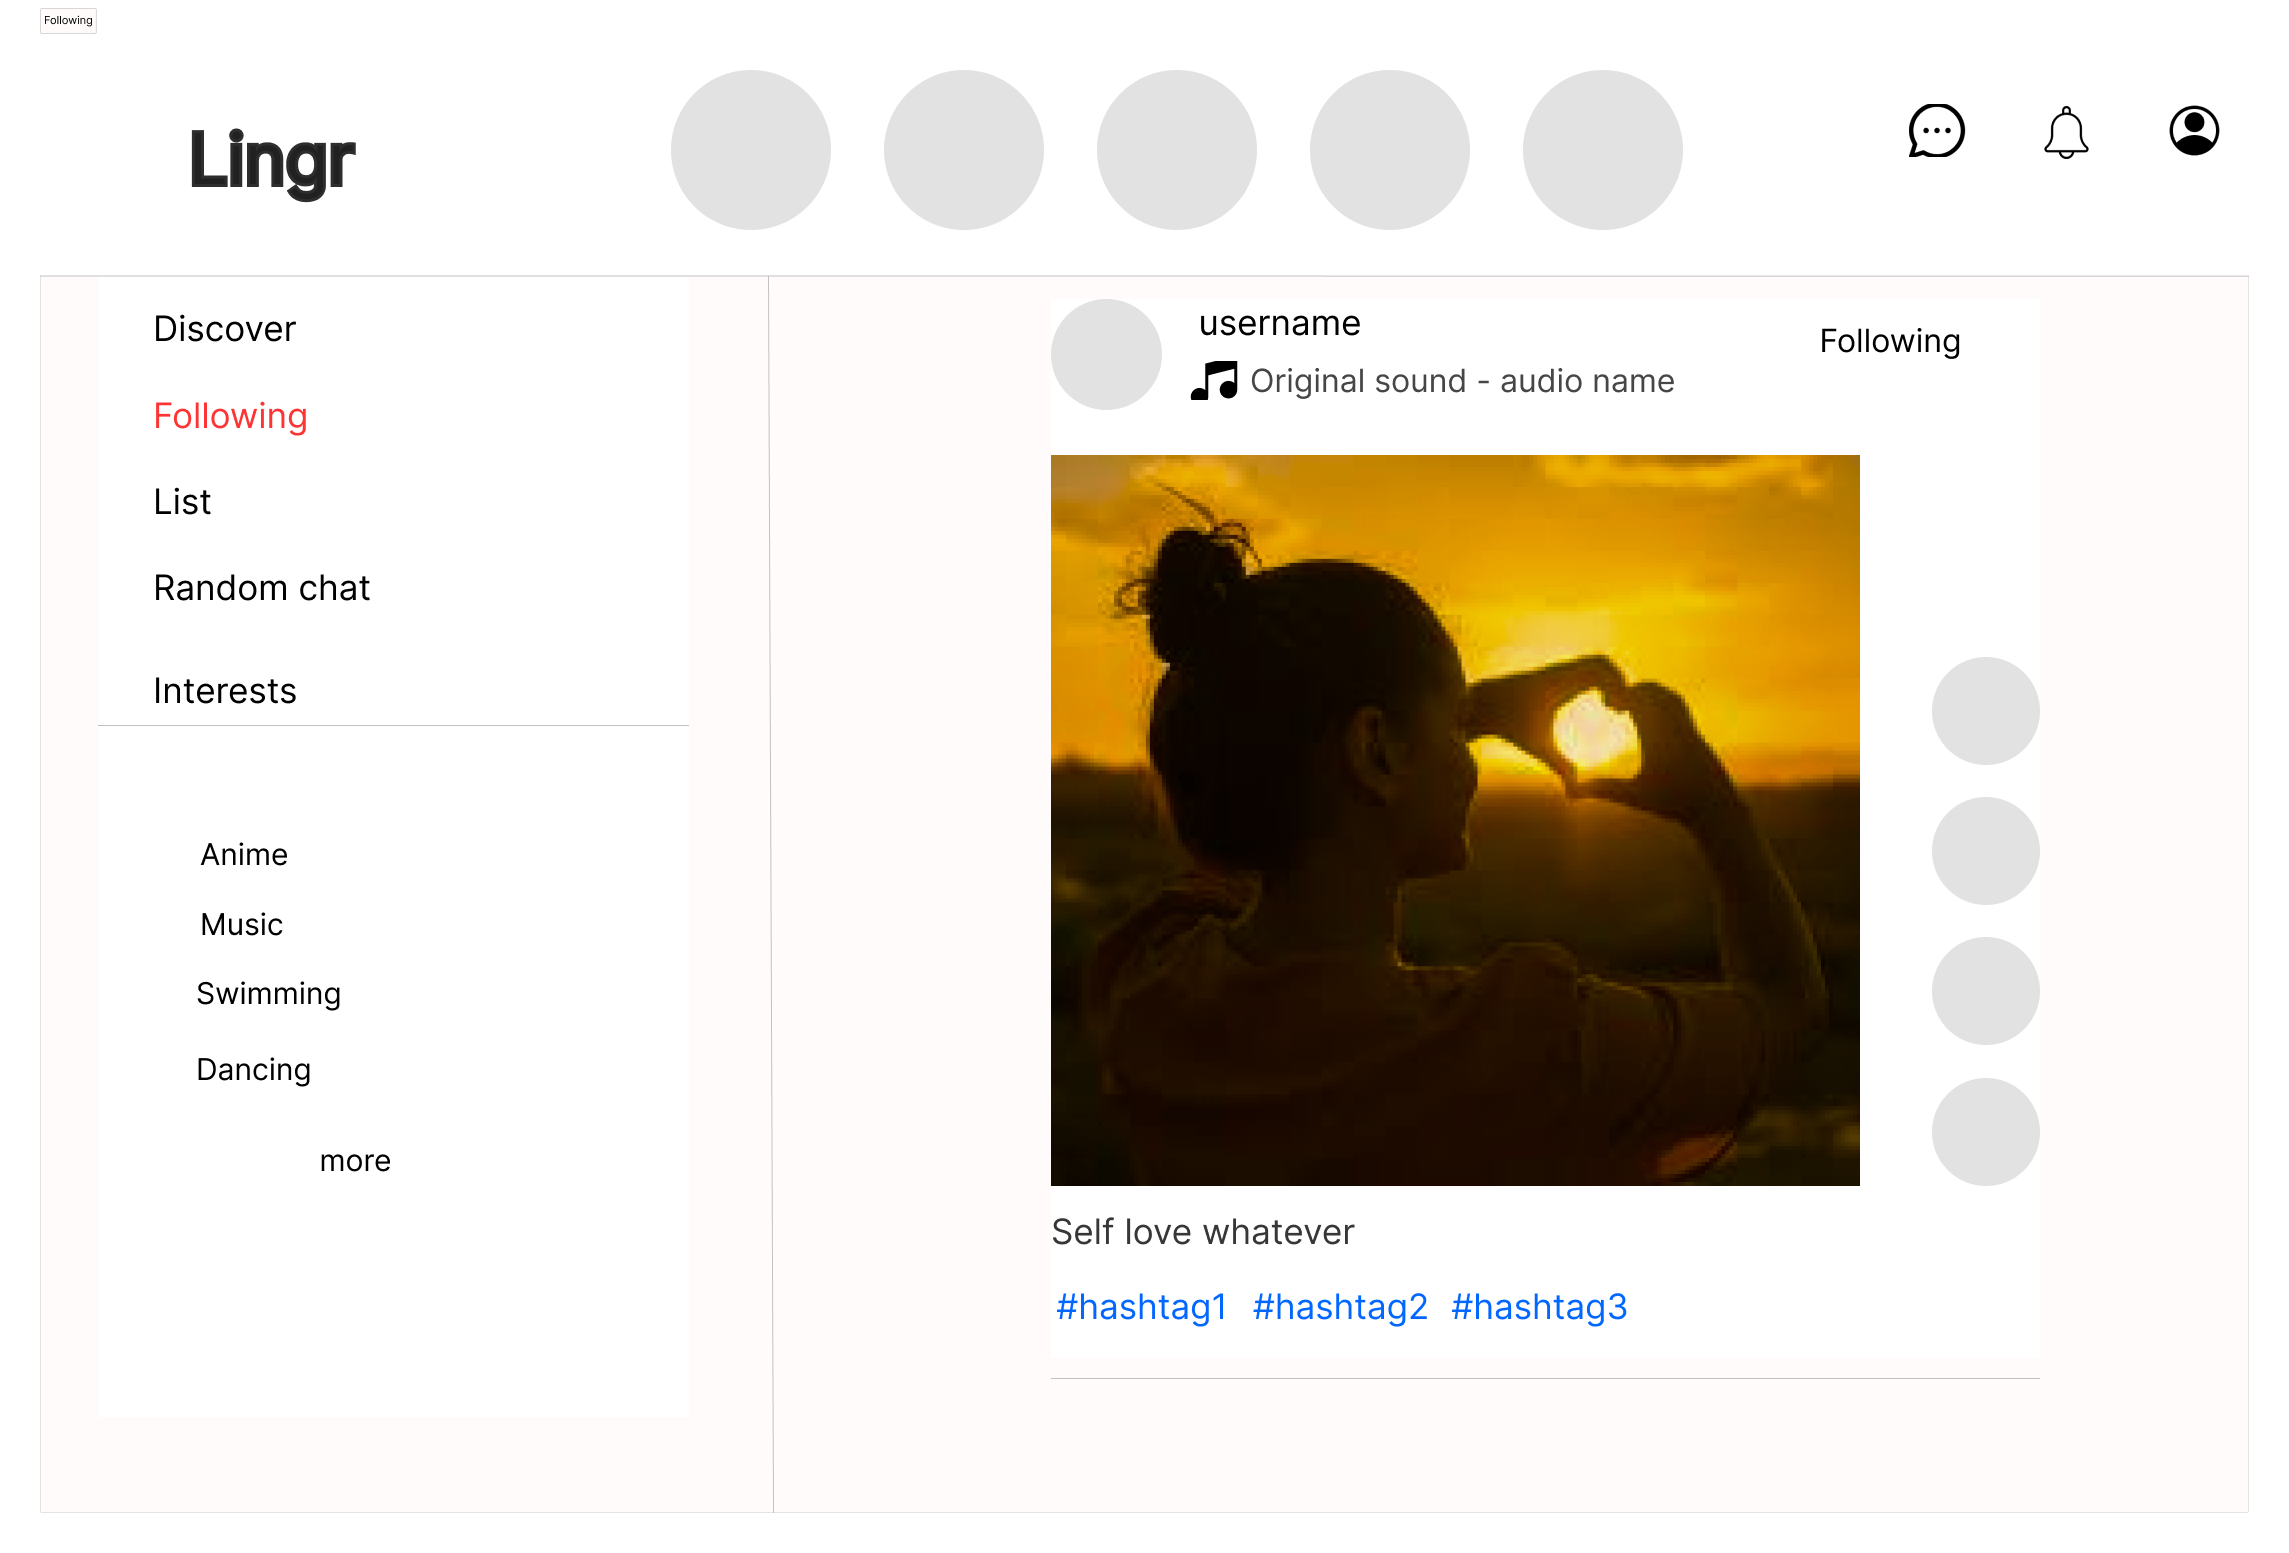 Following
Lingr
Discover
Following
List
Random chat
Interests
Anime
Music
Swimming
Dancing
more
username
Original sound - audio name
Following
Self love whatever
#hashtag1 #hashtag2 #hashtag3